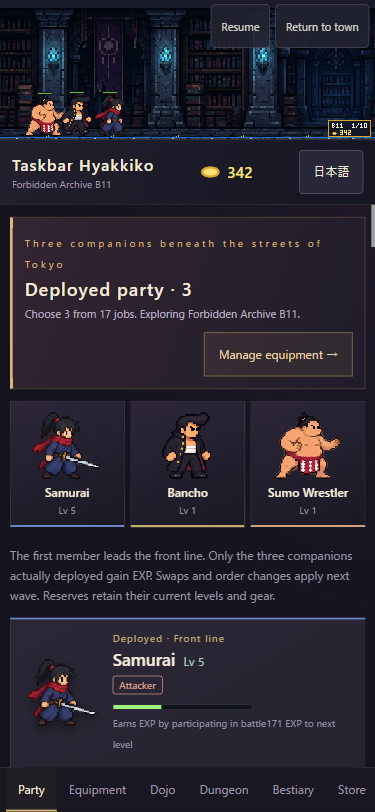 Resume
Return to town
B1 1/10
342
Taskbar Hyakkiko
Forbidden Archive B11
342
日本語
Three companions beneath the streets of
Tokyo
Deployed party · 3
Choose 3 from 17 jobs. Exploring Forbidden Archive B11.
Manage equipment →
Samurai
Lv 5
Bancho
Lv 1
Sumo Wrestler
Lv 1
The first member leads the front line. Only the three companions
actually deployed gain EXP. Swaps and order changes apply next
wave. Reserves retain their current levels and gear.
Deployed · Front line
Samurai Lv 5
Attacker
Earns EXP by participating in battle171 EXP to next
level
Party
Equipment
Dojo
Dungeon
Bestiary
Store